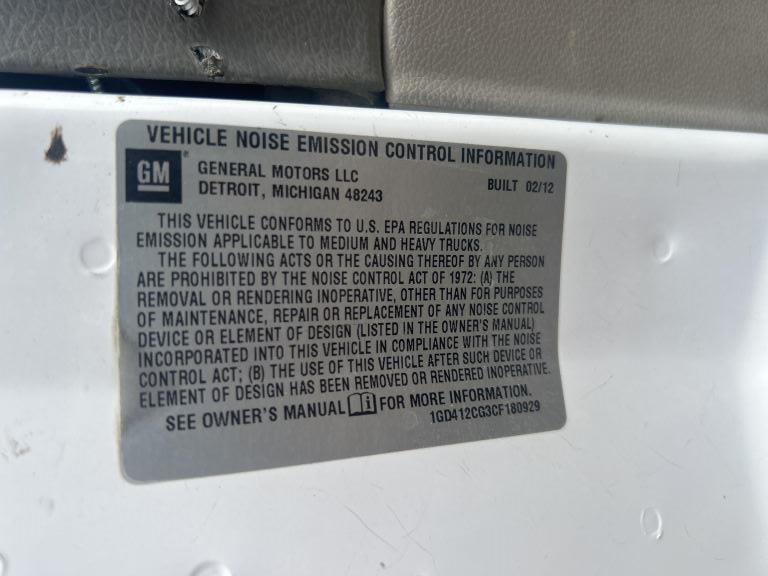 VEHICLE NOISE EMISSION CONTROL INFORMATION
GM ®
GENERAL MOTORS LLC
DETROIT, MICHIGAN 48243
BUILT 02/12
THIS VEHICLE CONFORMS TO U.S. EPA REGULATIONS FOR NOISE
EMISSION APPLICABLE TO MEDIUM AND HEAVY TRUCKS.
THE FOLLOWING ACTS OR THE CAUSING THEREOF BY ANY PERSON
ARE PROHIBITED BY THE NOISE CONTROL ACT OF 1972: (A) THE
REMOVAL OR RENDERING INOPERATIVE, OTHER THAN FOR PURPOSES
OF MAINTENANCE, REPAIR OR REPLACEMENT OF ANY NOISE CONTROL
DEVICE OR ELEMENT OF DESIGN (LISTED IN THE OWNER'S MANUAL)
INCORPORATED INTO THIS VEHICLE IN COMPLIANCE WITH THE NOISE
CONTROL ACT; (B) THE USE OF THIS VEHICLE AFTER SUCH DEVICE OR
ELEMENT OF DESIGN HAS BEEN REMOVED OR RENDERED INOPERATIVE.
SEE OWNER'S MANUAL i FOR MORE INFORMATION.
1GD412CG3CF180929